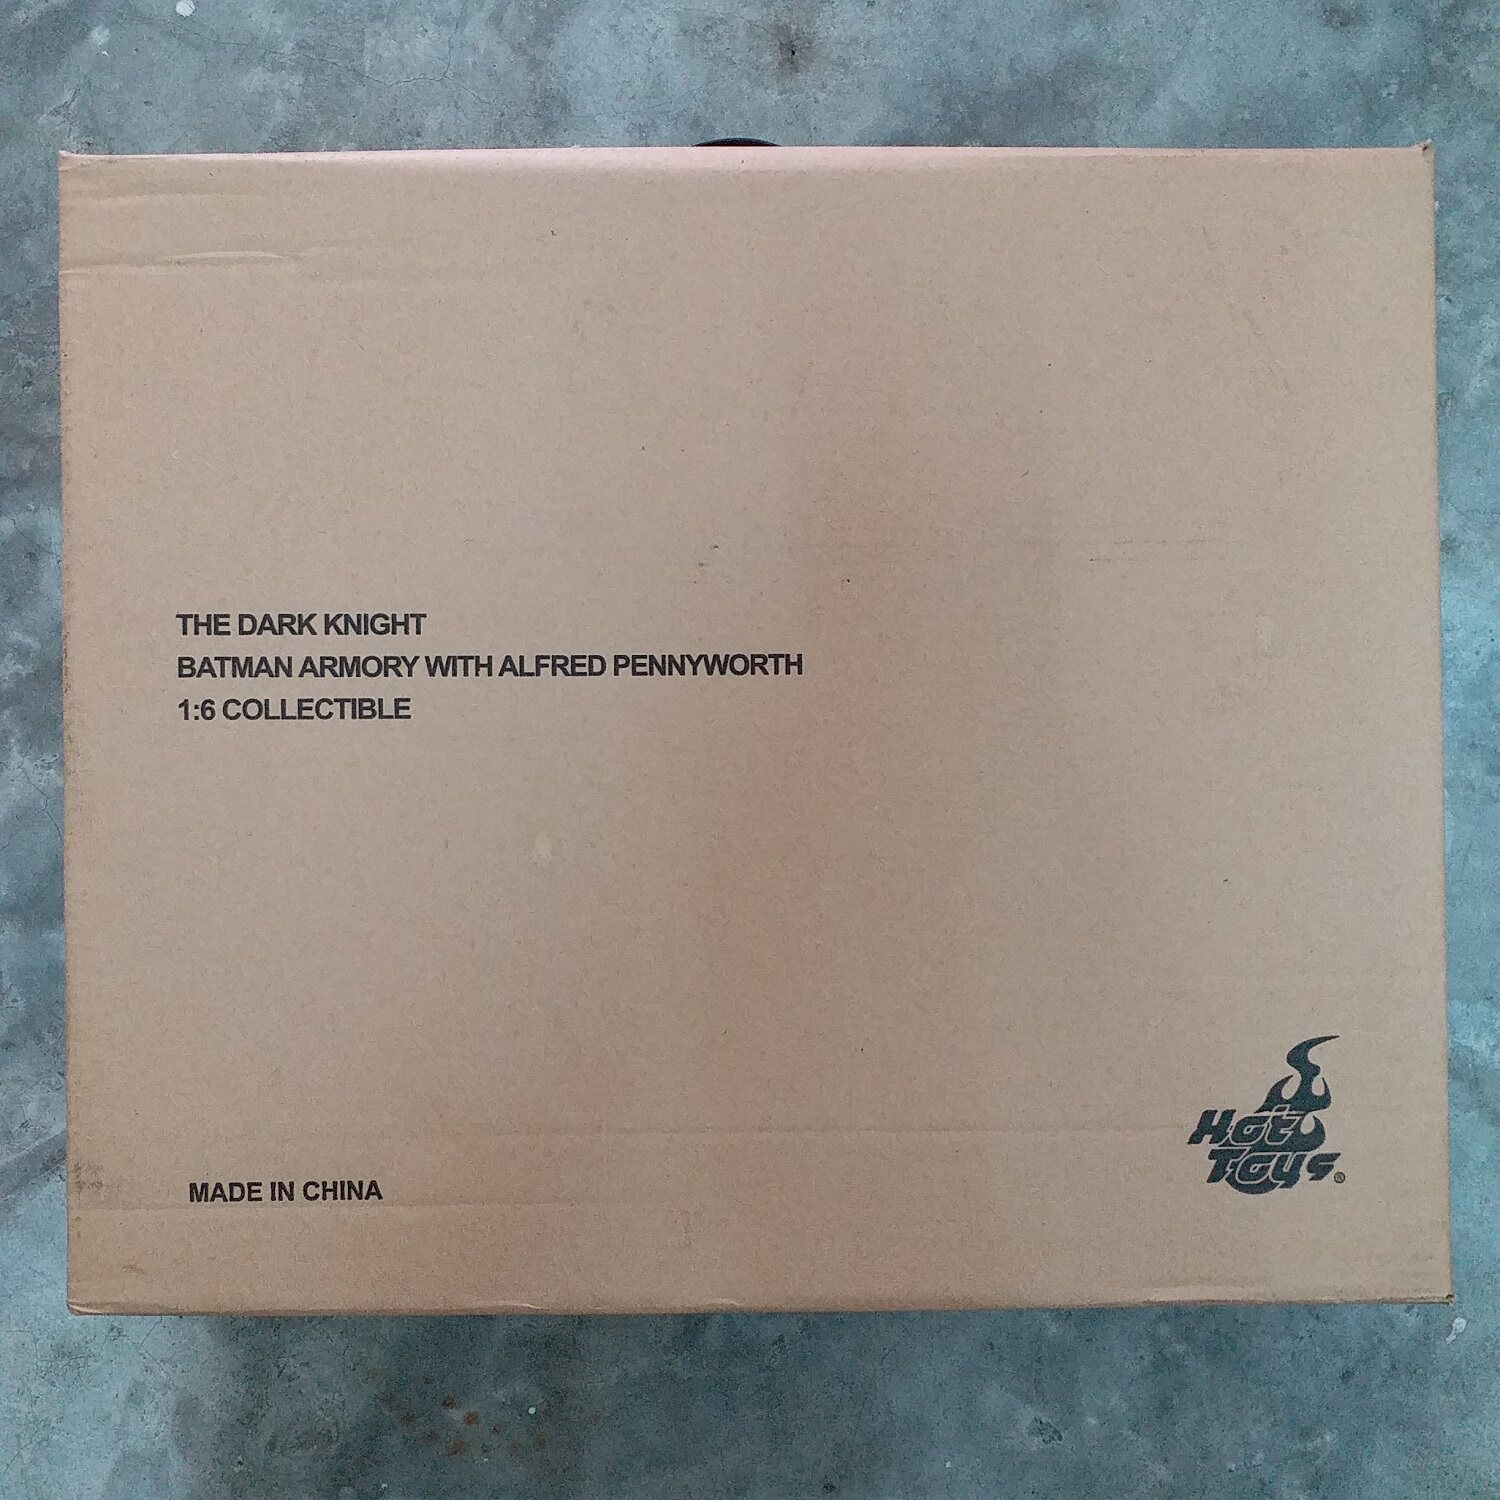 THE DARK KNIGHT
BATMAN ARMORY WITH ALFRED PENNYWORTH
1:6 COLLECTIBLE
MADE IN CHINA
Hot
Toys®